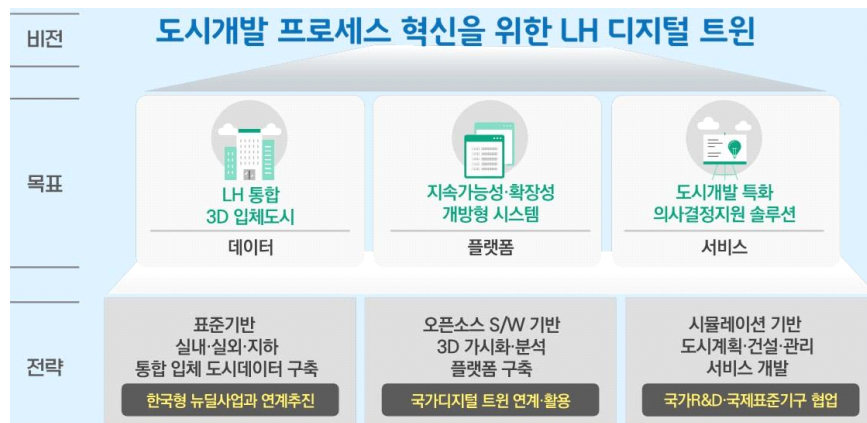 비전
도시개발 프로세스 혁신을 위한 LH 디지털 트윈
목표
LH 통합
3D 입체도시
데이터
지속가능성·확장성
개방형 시스템
플랫폼
도시개발 특화
의사결정지원 솔루션
서비스
전략
표준기반
실내·실외·지하
통합 입체 도시데이터 구축
한국형 뉴딜사업과 연계추진
오픈소스 S/W 기반
3D 가시화·분석
플랫폼 구축
국가디지털 트윈 연계·활용
시뮬레이션 기반
도시계획·건설·관리
서비스 개발
국가R&D·국제표준기구 협업